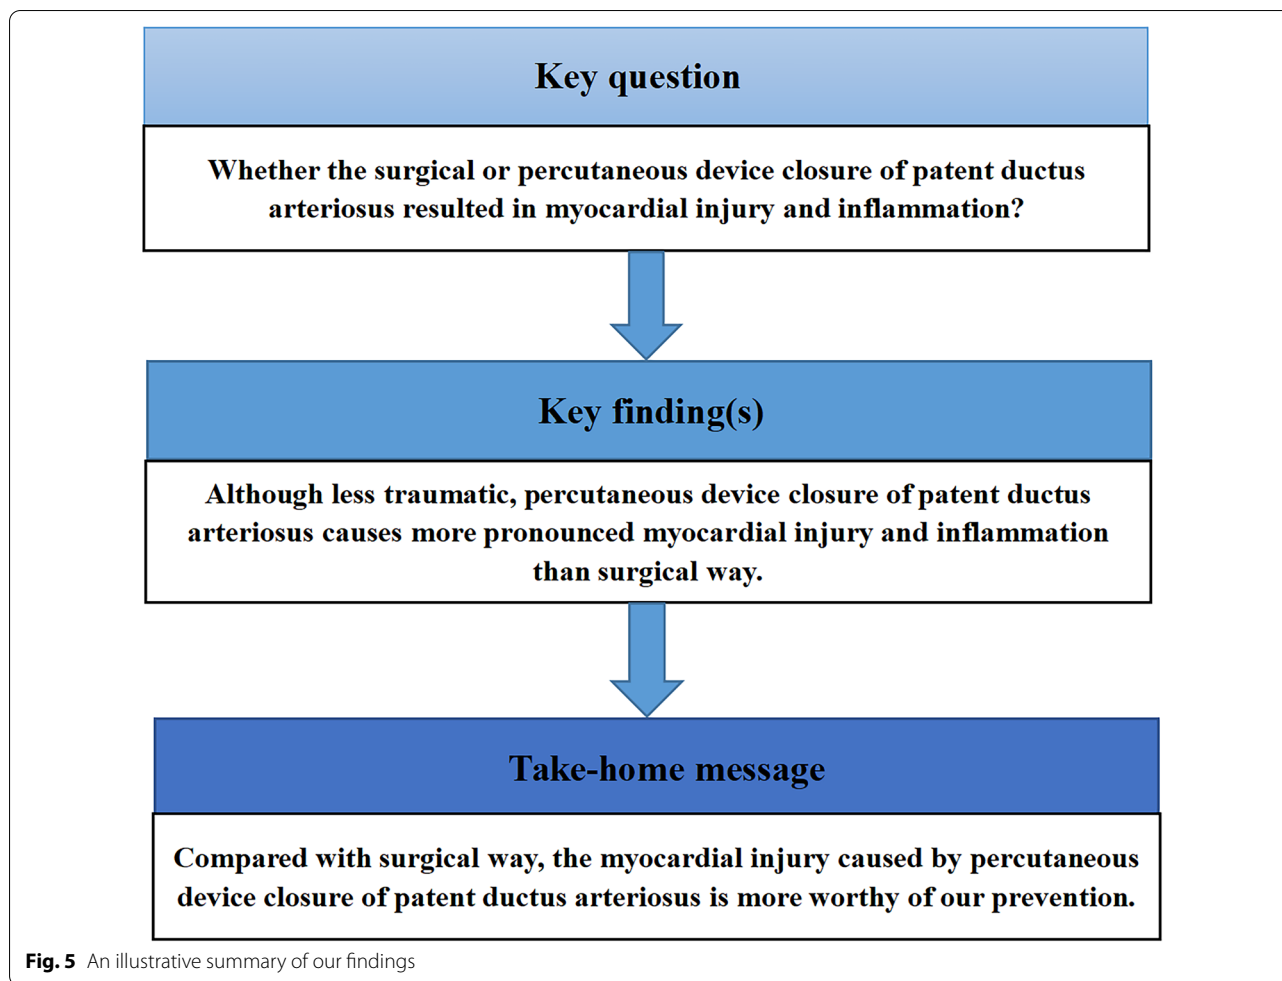 Key question
Whether the surgical or percutaneous device closure of patent ductus
arteriosus resulted in myocardial injury and inflammation?
Key finding(s)
Although less traumatic, percutaneous device closure of patent ductus
arteriosus causes more pronounced myocardial injury and inflammation
than surgical way.
Take-home message
Compared with surgical way, the myocardial injury caused by percutaneous
device closure of patent ductus arteriosus is more worthy of our prevention.
Fig. 5 An illustrative summary of our findings